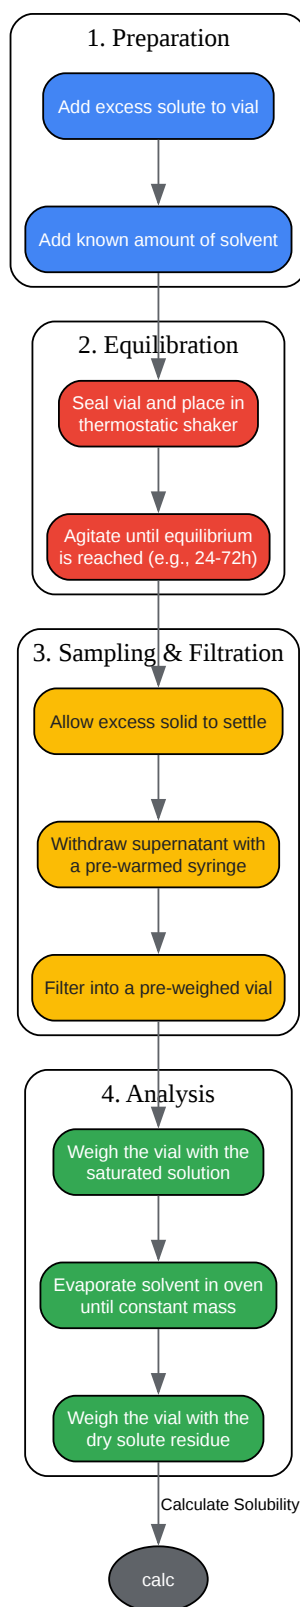 1. Preparation
Add excess solute to vial
Add known amount of solvent
2. Equilibration
Seal vial and place in
thermostatic shaker
Agitate until equilibrium
is reached (e.g., 24-72h)
3. Sampling & Filtration
Allow excess solid to settle
Withdraw supernatant with
a pre-warmed syringe
Filter into a pre-weighed vial
4. Analysis
Weigh the vial with the
saturated solution
Evaporate solvent in oven
until constant mass
Weigh the vial with the
dry solute residue
Calculate Solubility
calc